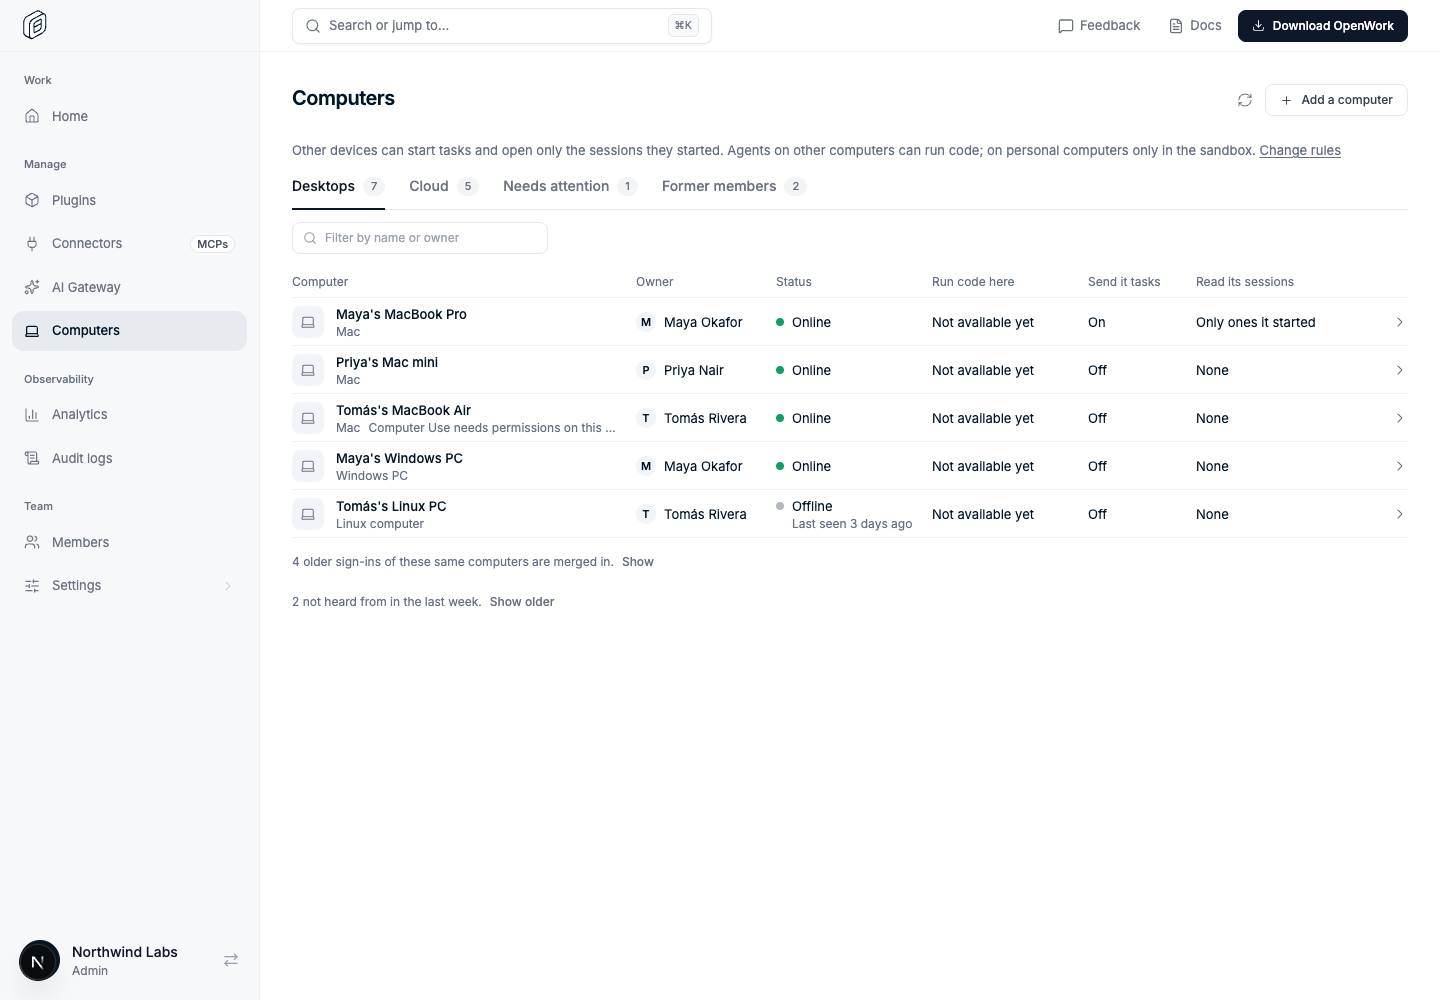 Search or jump to...
⌘K
Feedback
Docs
Download OpenWork
Work
Home
Manage
Plugins
Connectors
MCPs
AI Gateway
Computers
Observability
Analytics
Audit logs
Team
Members
Settings
Northwind Labs
Admin
Computers
Add a computer
Other devices can start tasks and open only the sessions they started. Agents on other computers can run code; on personal computers only in the sandbox. Change rules
Desktops 7 Cloud 5 Needs attention 1 Former members 2
Filter by name or owner
Computer Owner Status Run code here Send it tasks Read its sessions
Maya's MacBook Pro
Mac
M Maya Okafor Online Not available yet On Only ones it started
Priya's Mac mini
Mac
P Priya Nair Online Not available yet Off None
Tomás's MacBook Air
Mac Computer Use needs permissions on this ...
T Tomás Rivera Online Not available yet Off None
Maya's Windows PC
Windows PC
M Maya Okafor Online Not available yet Off None
Tomás's Linux PC
Linux computer
T Tomás Rivera Offline
Last seen 3 days ago
Not available yet Off None
4 older sign-ins of these same computers are merged in. Show
2 not heard from in the last week. Show older